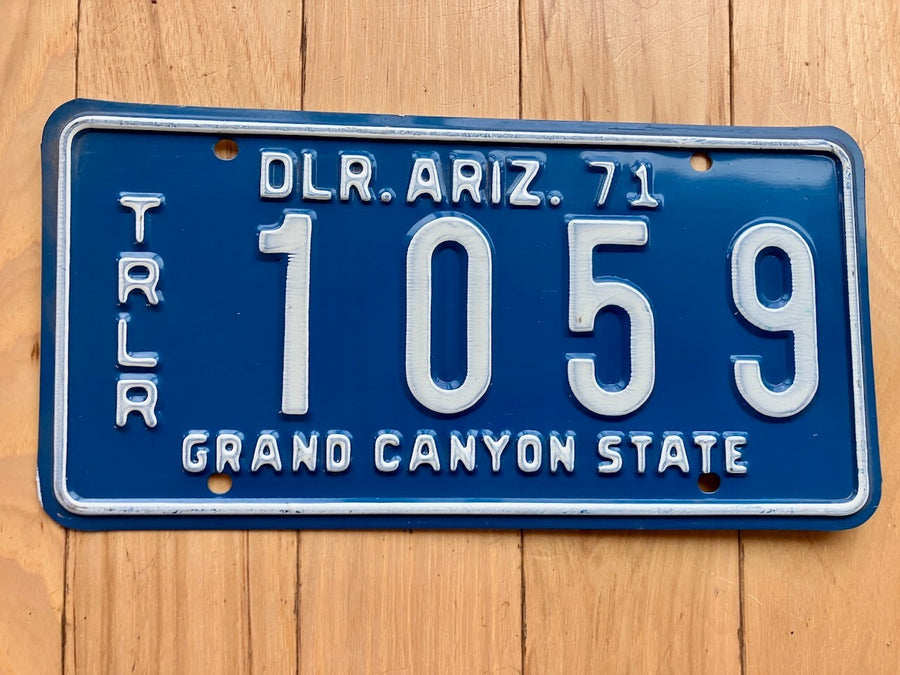 DLR. ARIZ. 71
TRLR
1059
GRAND CANYON STATE